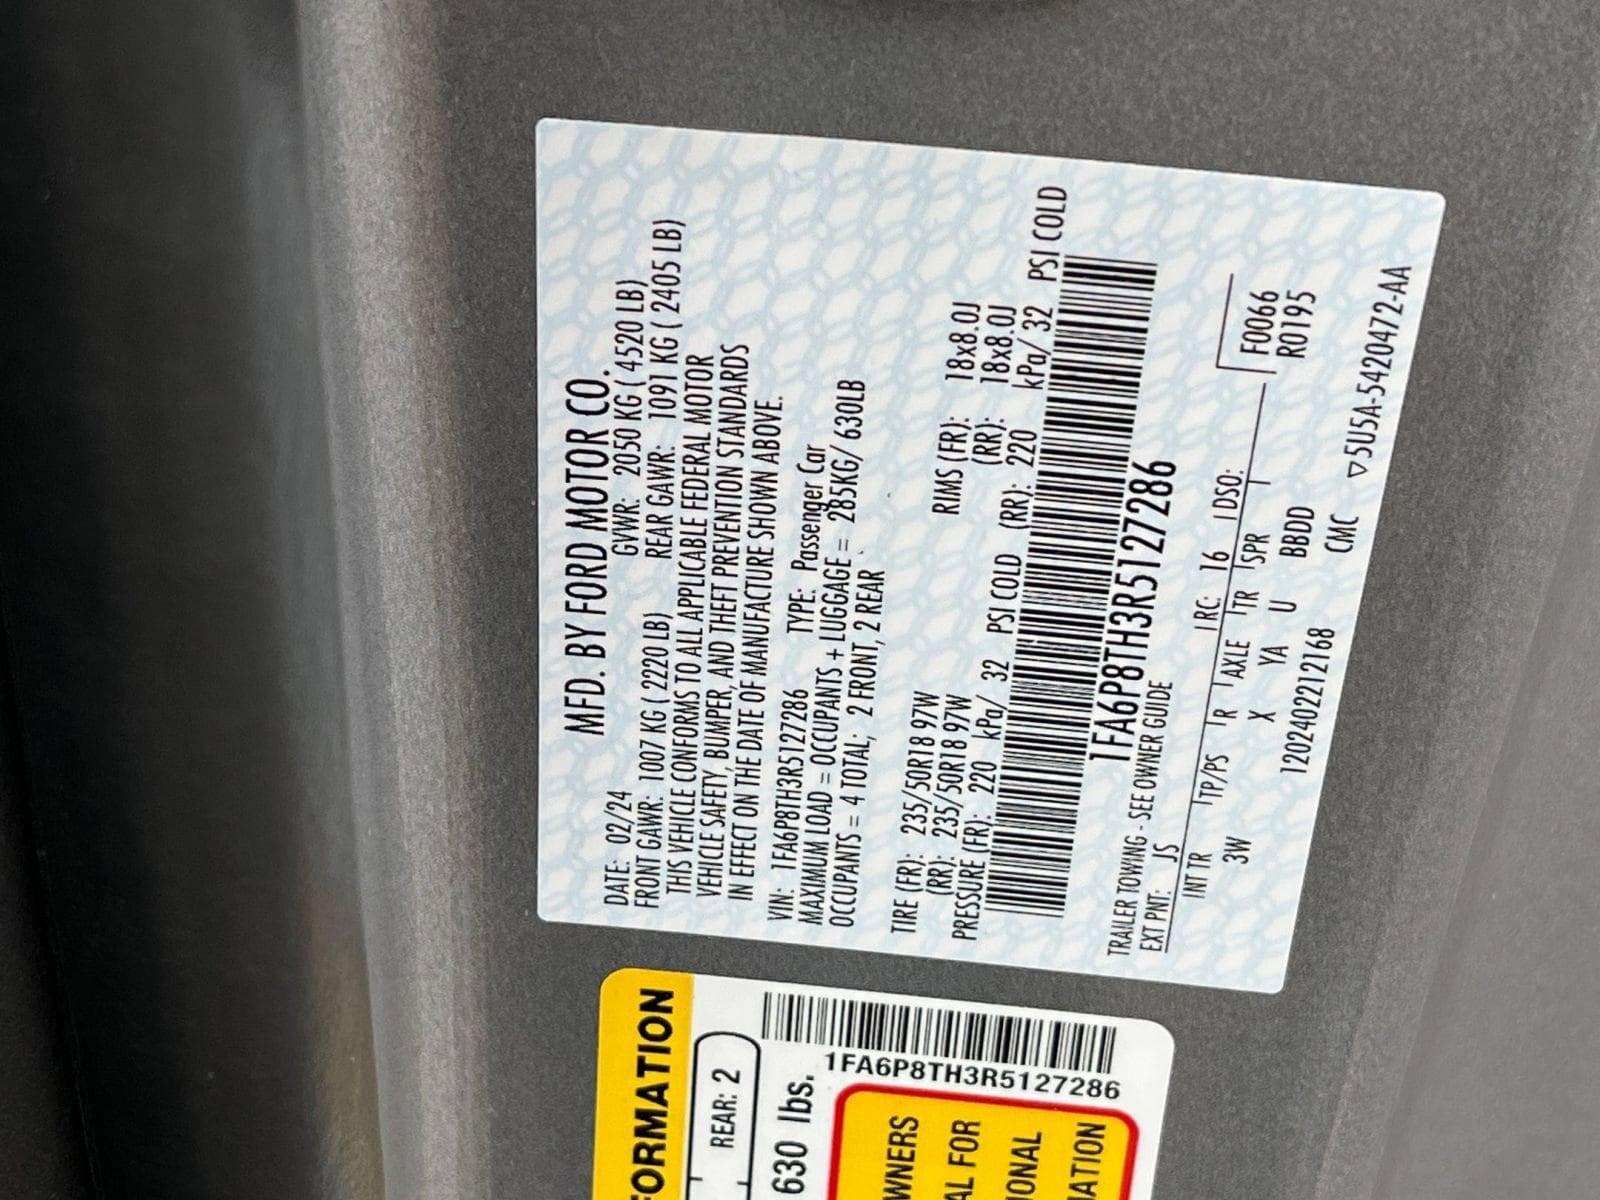 MFD. BY FORD MOTOR CO.
DATE: 02/24 GVWR: 2050 KG ( 4520 LB)
FRONT GAWR: 1007 KG ( 2220 LB) REAR GAWR: 1091 KG ( 2405 LB)
THIS VEHICLE CONFORMS TO ALL APPLICABLE FEDERAL MOTOR
VEHICLE SAFETY, BUMPER, AND THEFT PREVENTION STANDARDS
IN EFFECT ON THE DATE OF MANUFACTURE SHOWN ABOVE.
VIN: 1FA6P8TH3R5127286 TYPE: Passenger Car
MAXIMUM LOAD = OCCUPANTS + LUGGAGE = 285KG/ 630LB
OCCUPANTS = 4 TOTAL; 2 FRONT, 2 REAR
TIRE (FR): 235/50R18 97W RIMS (FR): 18x8.0J
(RR): 235/50R18 97W (RR): 18x8.0J
PRESSURE (FR): 220 kPa/ 32 PSI COLD (RR): 220 kPa/ 32 PSI COLD
1FA6P8TH3R5127286
TRAILER TOWING - SEE OWNER GUIDE
EXT PNT: JS RC: 16 DSO:
INT TR TP/PS R AXLE TR SPR F0066
3W X YA U BBDD R0195
1202402212168 CMC ▽5U5A-5420472-AA
FORMATION
REAR: 2
630 lbs.
1FA6P8TH3R5127286
WNERS
AL FOR
IONAL
MATION